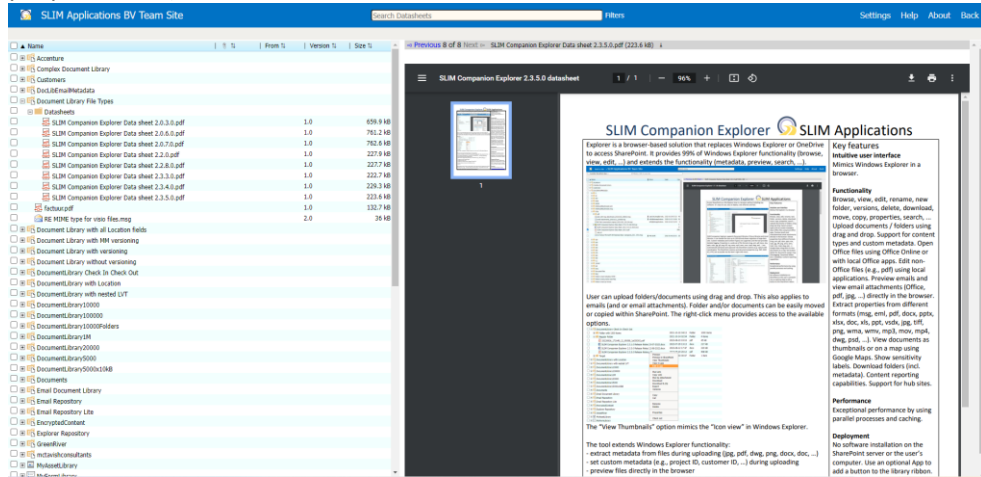 SLIM Applications BV Team Site
Search Datasheets
Filters
Settings Help About Back
Name
From
Version
Size
Previous 8 of 8 Next SLIM Companion Explorer Data sheet 2.3.5.0.pdf (223.6 kB)
Accenture
Complex Document Library
Customers
DocLibEmailMetadata
Document Library File Types
Datasheets
SLIM Companion Explorer Data sheet 2.0.3.0.pdf 1.0 659.9 kB
SLIM Companion Explorer Data sheet 2.0.6.0.pdf 1.0 761.2 kB
SLIM Companion Explorer Data sheet 2.0.7.0.pdf 1.0 762.6 kB
SLIM Companion Explorer Data sheet 2.2.0.pdf 1.0 227.9 kB
SLIM Companion Explorer Data sheet 2.2.8.0.pdf 1.0 227.7 kB
SLIM Companion Explorer Data sheet 2.3.3.0.pdf 1.0 222.7 kB
SLIM Companion Explorer Data sheet 2.3.4.0.pdf 1.0 229.3 kB
SLIM Companion Explorer Data sheet 2.3.5.0.pdf 1.0 223.6 kB
factuur.pdf 1.0 132.7 kB
RE MIME type for visio files.msg 2.0 36 kB
Document Library with all Location fields
Document Library with MM versioning
Document Library with versioning
Document Library without versioning
DocumentLibrary Check In Check Out
DocumentLibrary with Location
DocumentLibrary with nested LVT
DocumentLibrary10000
DocumentLibrary100000
DocumentLibrary10000Folders
DocumentLibrary1M
DocumentLibrary20000
DocumentLibrary5000
DocumentLibrary5000x10kB
Documents
Email Document Library
Email Repository
Email Repository Lite
EncryptedContent
Explorer Repository
GreenRiver
mctavishconsultants
MyAssetLibrary
SLIM Companion Explorer 2.3.5.0 datasheet
1 / 1
96%
1
SLIM Companion Explorer SLIM Applications
Explorer is a browser-based solution that replaces Windows Explorer or OneDrive
to access SharePoint. It provides 99% of Windows Explorer functionality (browse,
view, edit, ...) and extends the functionality (metadata, preview, search, ...).
User can upload folders/documents using drag and drop. This also applies to
emails (and or email attachments). Folder and/or documents can be easily moved
or copied within SharePoint. The right-click menu provides access to the available
options.
The "View Thumbnails" option mimics the "Icon view" in Windows Explorer.
The tool extends Windows Explorer functionality:
- extract metadata from files during uploading (jpg, pdf, dwg, png, docx, doc, ...)
- set custom metadata (e.g., project ID, customer ID, ...) during uploading
- preview files directly in the browser
Key features
Intuitive user interface
Mimics Windows Explorer in a
browser.
Functionality
Browse, view, edit, rename, new
folder, versions, delete, download,
move, copy, properties, search, ...
Upload documents / folders using
drag and drop. Support for content
types and custom metadata. Open
Office files using Office Online or
with local Office apps. Edit non-
Office files (e.g., pdf) using local
applications. Preview emails and
view email attachments (Office,
pdf, jpg, ...) directly in the browser.
Extract properties from different
formats (msg, eml, pdf, docx, pptx,
xlsx, doc, xls, ppt, vsdx, jpg, tiff,
png, wma, wmv, mp3, mov, mp4,
dwg, psd, ...). View documents as
thumbnails or on a map using
Google Maps. Show sensitivity
labels. Download folders (incl.
metadata). Content reporting
capabilities. Support for hub sites.
Performance
Exceptional performance by using
parallel processes and caching.
Deployment
No software installation on the
SharePoint server or the user's
computer. Use an optional App to
add a button to the library ribbon.